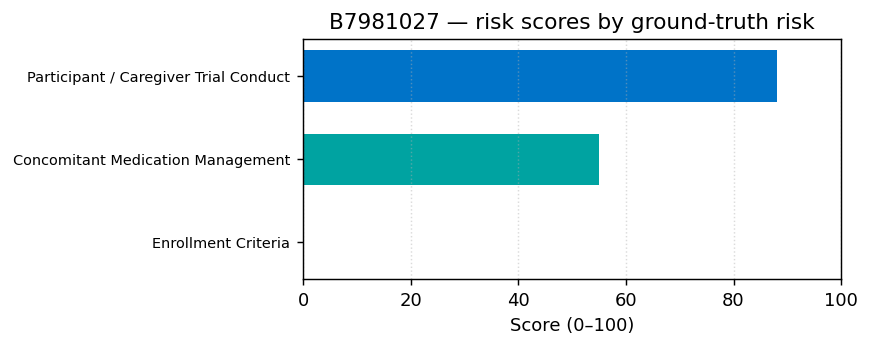 B7981027 — risk scores by ground-truth risk
Participant / Caregiver Trial Conduct
Concomitant Medication Management
Enrollment Criteria
0 20 40 60 80 100
Score (0–100)